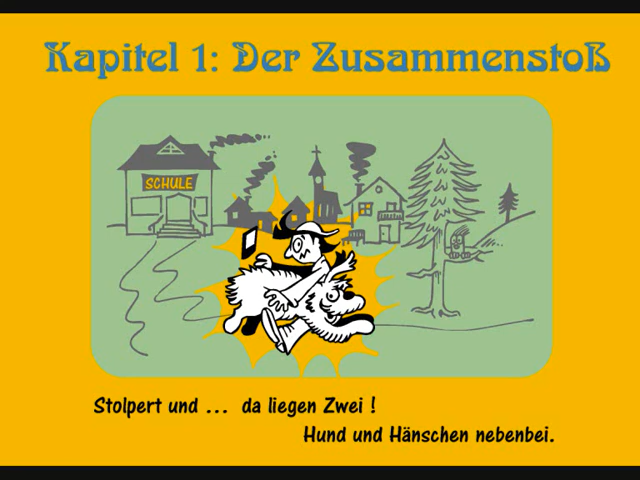 Kapitel 1: Der Zusammenstoß
SCHULE
Stolpert und ... da liegen Zwei !
Hund und Hänschen nebenbei.